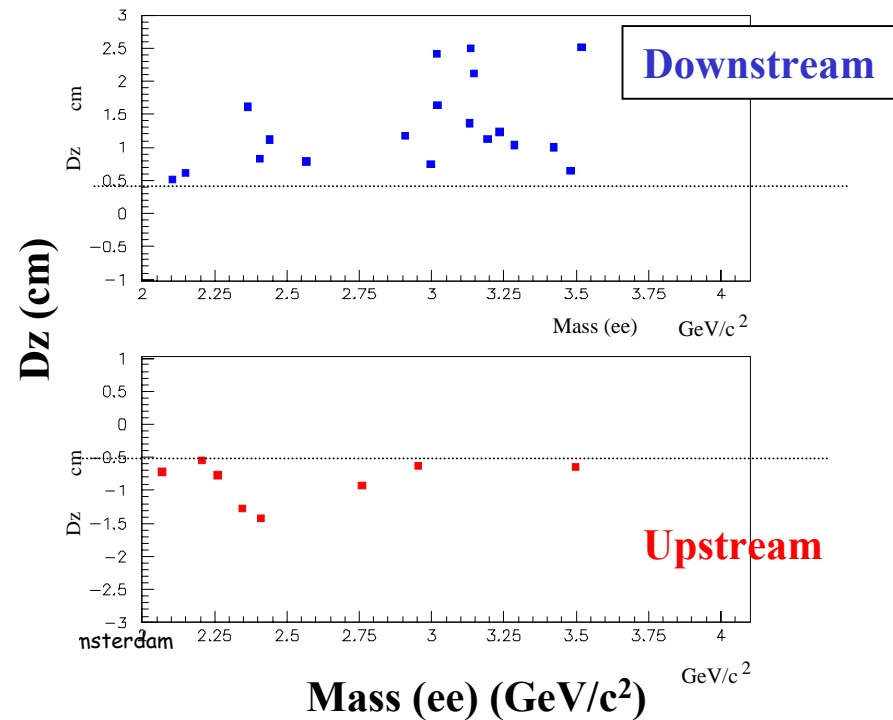 Downstream
Dz (cm)
Dz cm
3
2.5
2
1.5
1
0.5
0
−0.5
−1
2 2.25 2.5 2.75 3 3.25 3.5 3.75 4
Mass (ee) GeV/c 2
Upstream
Dz cm
1
0.5
0
−0.5
−1
−1.5
−2
−2.5
−3
2.25 2.5 2.75 3 3.25 3.5 3.75 4
nsterdam
GeV/c 2
Mass (ee) (GeV/c2)